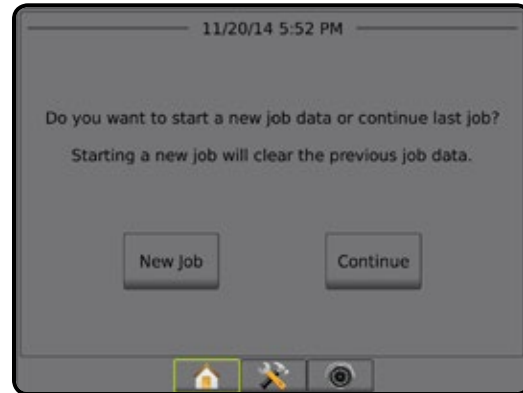 11/20/14 5:52 PM
Do you want to start a new job data or continue last job?
Starting a new job will clear the previous job data.
New Job
Continue